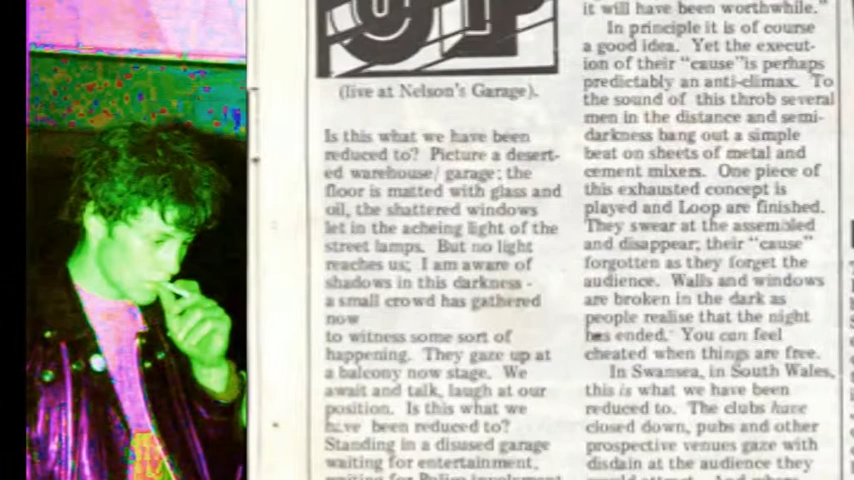 (live at Nelson's Garage).
Is this what we have been
reduced to? Picture a desert-
ed warehouse/ garage; the
floor is matted with glass and
oil, the shattered windows
let in the acheing light of the
street lamps. But no light
reaches us; I am aware of
shadows in this darkness -
a small crowd has gathered
now
to witness some sort of
happening. They gaze up at
a balcony now stage. We
await and talk, laugh at our
position. Is this what we
have been reduced to?
Standing in a disused garage
waiting for entertainment,
waiting for Police involvement
it will have been worthwhile."
In principle it is of course
a good idea. Yet the execut-
ion of their "cause"is perhaps
predictably an anti-climax. To
the sound of this throb several
men in the distance and semi-
darkness bang out a simple
beat on sheets of metal and
cement mixers. One piece of
this exhausted concept is
played and Loop are finished.
They swear at the assembled
and disappear; their "cause"
forgotten as they forget the
audience. Walls and windows
are broken in the dark as
people realise that the night
has ended. You can feel
cheated when things are free.
In Swansea, in South Wales,
this is what we have been
reduced to. The clubs have
closed down, pubs and other
prospective venues gaze with
disdain at the audience they